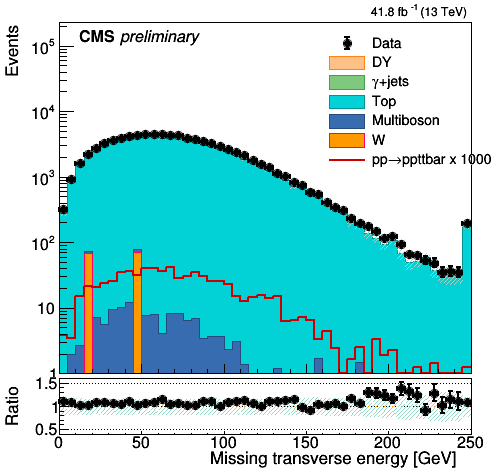 41.8 fb⁻¹ (13 TeV)
CMS preliminary
Events
10⁵
10⁴
10³
10²
10
1
Data
DY
γ+jets
Top
Multiboson
W
pp→ppttbar x 1000
Ratio
1.5
1
0.5
0 50 100 150 200 250
Missing transverse energy [GeV]